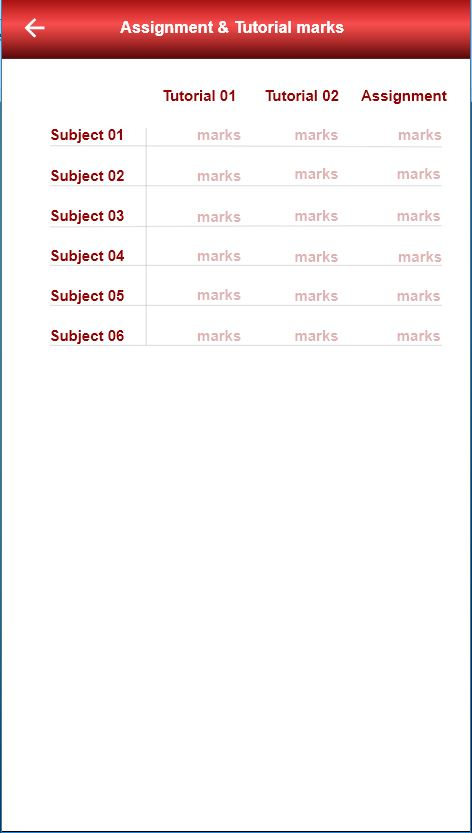 Assignment & Tutorial marks
Tutorial 01 Tutorial 02 Assignment
Subject 01 marks marks marks
Subject 02 marks marks marks
Subject 03 marks marks marks
Subject 04 marks marks marks
Subject 05 marks marks marks
Subject 06 marks marks marks